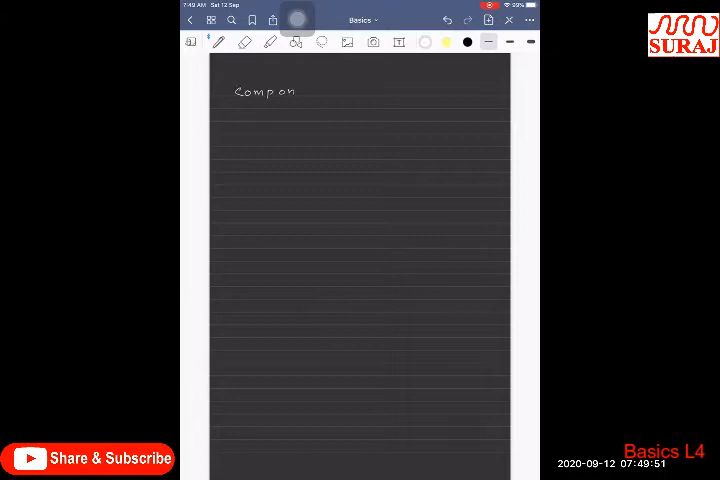 7:49 AM Sat 12 Sep
99%
Basics
SURAJ
T
Compon
Share & Subscribe
Basics L4
2020-09-12 07:49:51